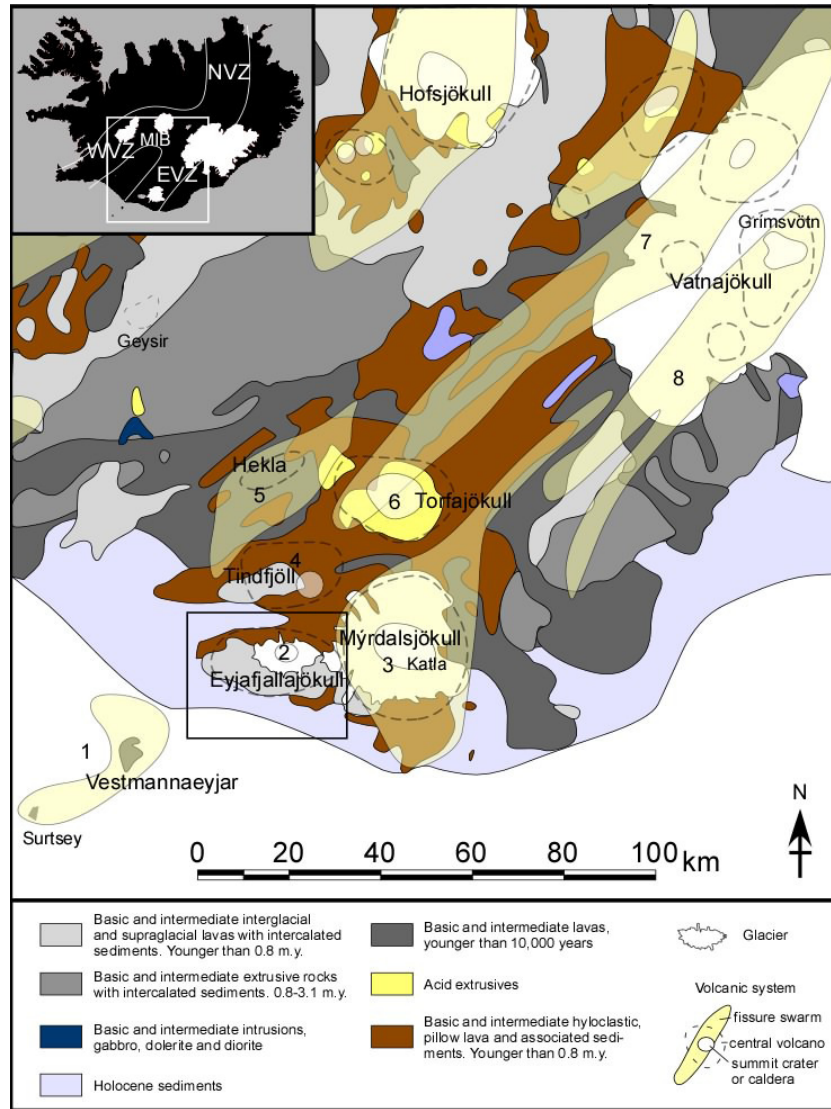 NVZ
MIB
WVZ
EVZ
Hofsjökull
Grímsvötn
7
Vatnajökull
Geysir
8
Hekla
5
6
Torfajökull
4
Tindfjöll
Mýrdalsjökull
2
3 Katla
Eyjafjallajökull
1
Vestmannaeyjar
Surtsey
N
0 20 40 60 80 100 km
Basic and intermediate interglacial
and supraglacial lavas with intercalated
sediments. Younger than 0.8 m.y.
Basic and intermediate extrusive rocks
with intercalated sediments. 0.8-3.1 m.y.
Basic and intermediate intrusions,
gabbro, dolerite and diorite
Holocene sediments
Basic and intermediate lavas,
younger than 10,000 years
Acid extrusives
Basic and intermediate hyloclastic,
pillow lava and associated sedi-
ments. Younger than 0.8 m.y.
Glacier
Volcanic system
fissure swarm
central volcano
summit crater
or caldera